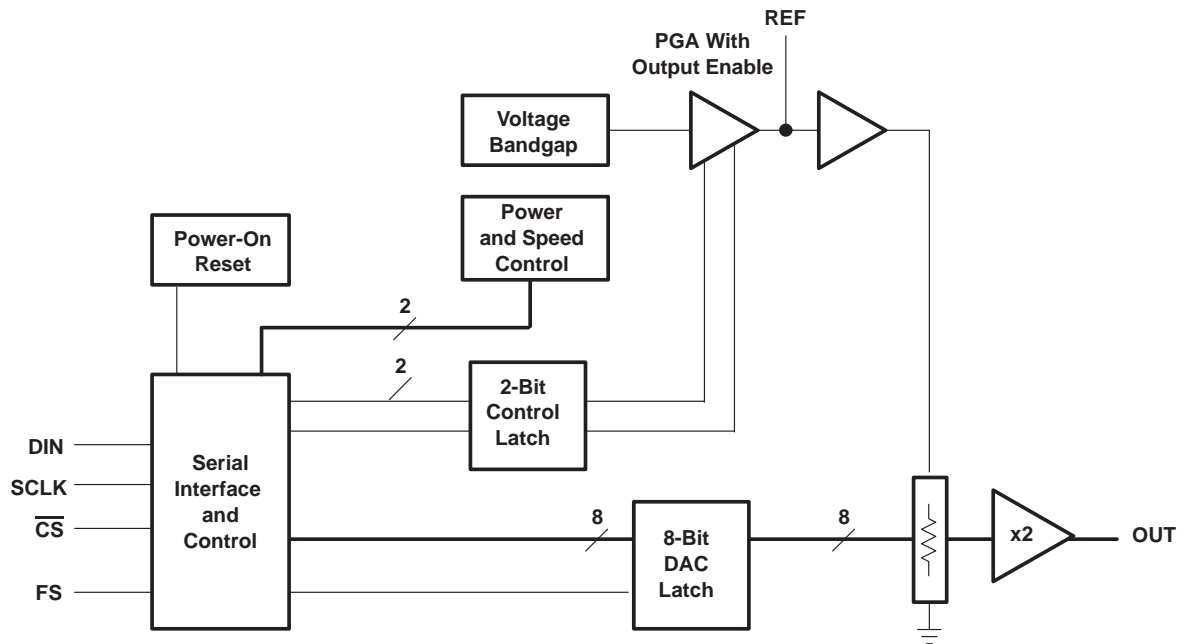 REF
PGA With
Output Enable
Voltage
Bandgap
Power
and Speed
Control
Power-On
Reset
2
2
2-Bit
Control
Latch
DIN
SCLK
CS
FS
Serial
Interface
and
Control
8
8-Bit
DAC
Latch
8
x2
OUT